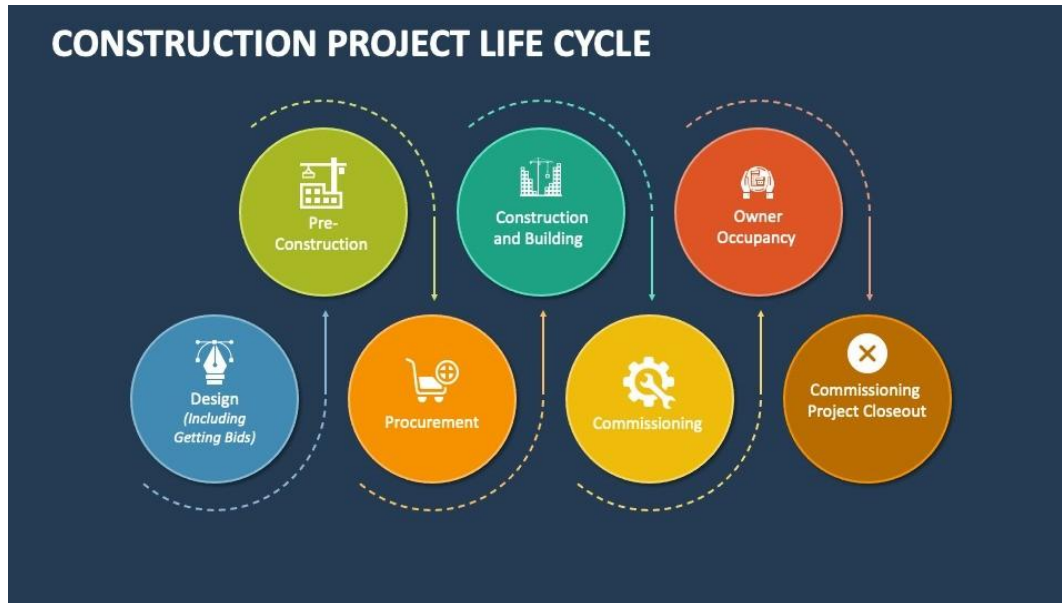 CONSTRUCTION PROJECT LIFE CYCLE
Design
(Including
Getting Bids)
Pre-
Construction
Procurement
Construction
and Building
Commissioning
Owner
Occupancy
Commissioning
Project Closeout